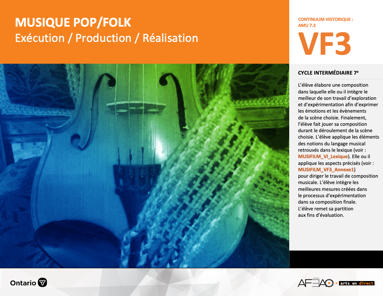 MUSIQUE POP/FOLK
Exécution / Production / Réalisation
CONTINUUM HISTORIQUE :
AMU 7.3
VF3
CYCLE INTERMÉDIAIRE 7e
L'élève élabore une composition
dans laquelle elle ou il intègre le
meilleur de son travail d'exploration
et d'expérimentation afin d'exprimer
les émotions et les événements
de la scène choisie. Finalement,
l'élève fait jouer sa composition
durant le déroulement de la scène
choisie. L'élève applique les éléments
des notions du langage musical
retrouvés dans le lexique (voir :
MUSIFILM_VI_Lexique). Elle ou il
applique les aspects précisés (voir :
MUSIFILM_VF3_Annexe1)
pour diriger le travail de composition
musicale. L'élève intègre les
meilleures mesures créées dans
le processus d'expérimentation
dans sa composition finale.
L'élève remet sa partition
aux fins d'évaluation.
Ontario
AFEAO
arts en direct